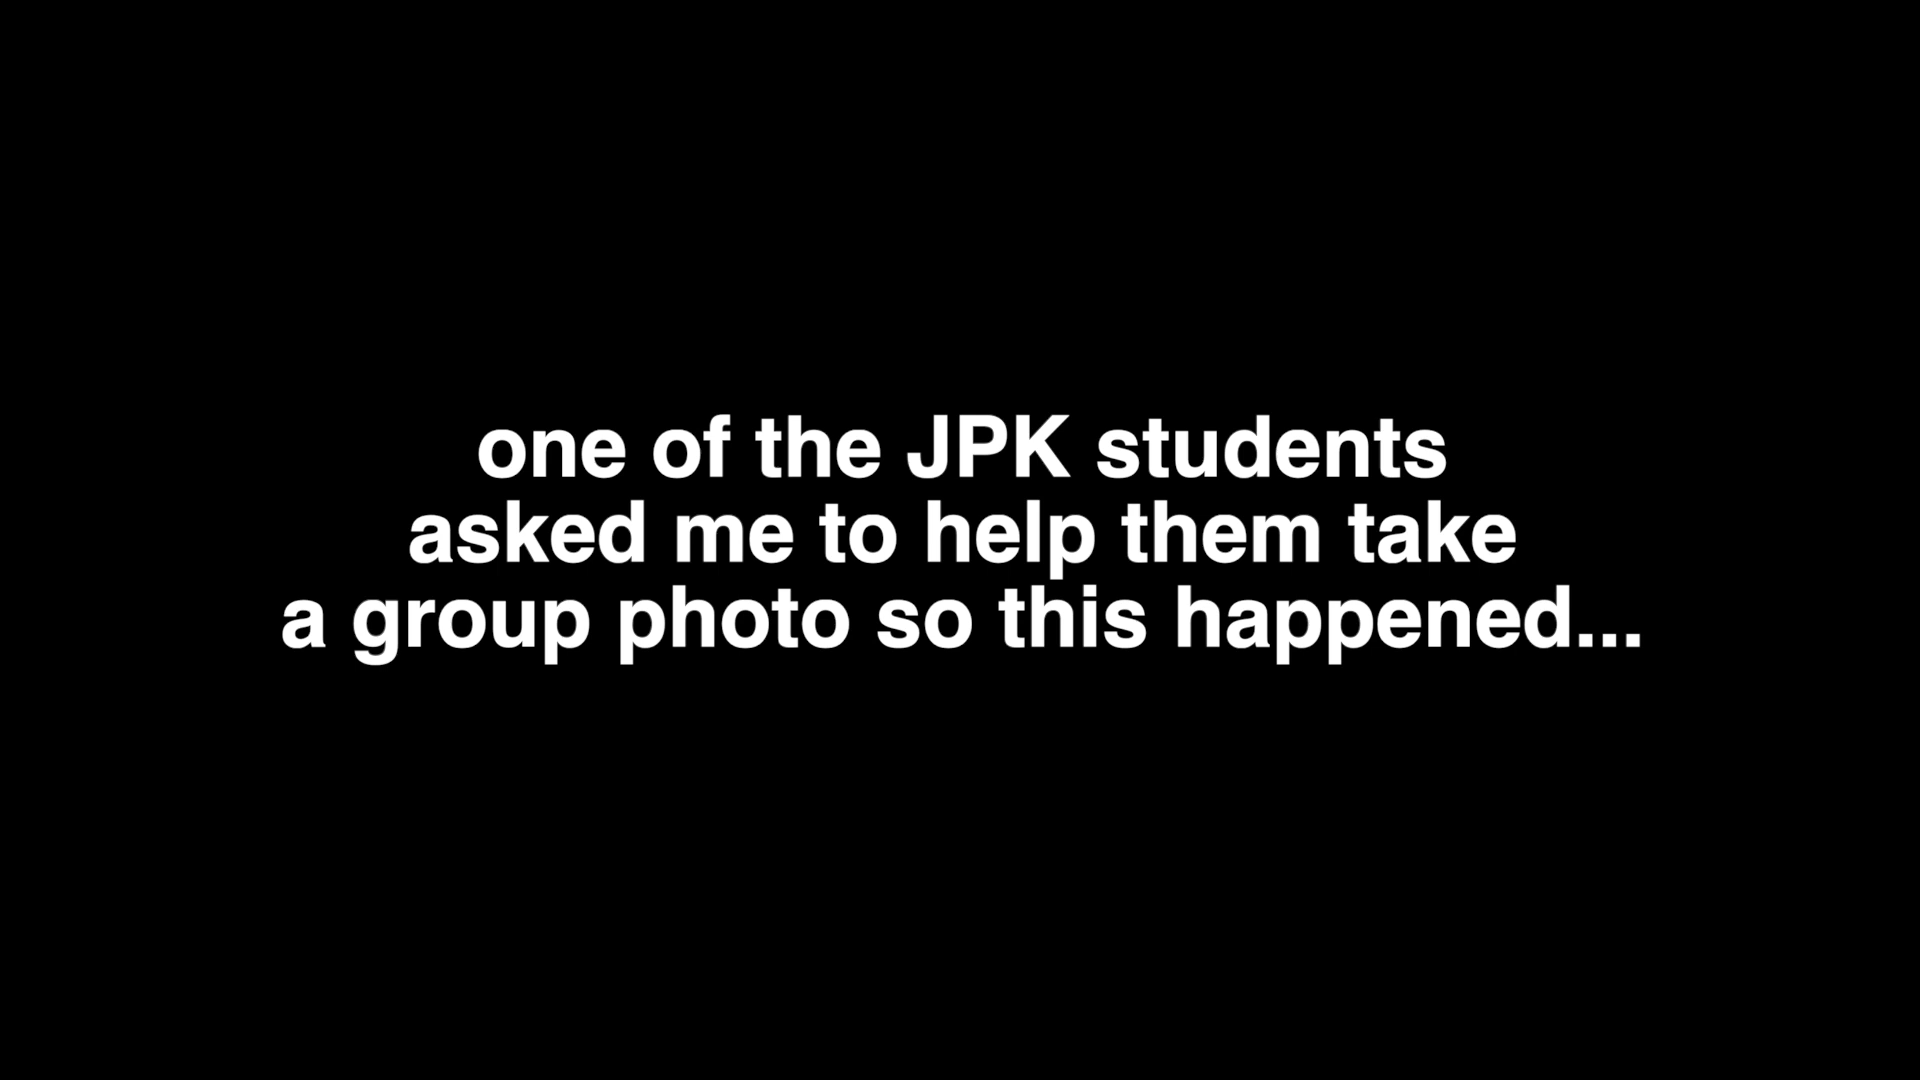 one of the JPK students
asked me to help them take
a group photo so this happened...